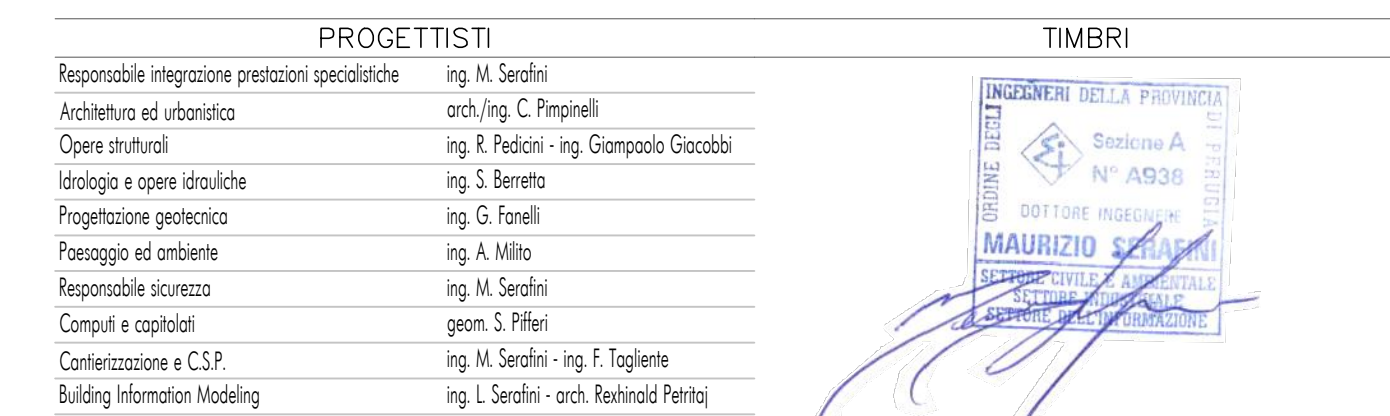 PROGETTISTI TIMBRI
Responsabile integrazione prestazioni specialistiche ing. M. Serafini
Architettura ed urbanistica arch./ing. C. Pimpinelli
Opere strutturali ing. R. Pedicini - ing. Giampaolo Giacobbi
Idrologia e opere idrauliche ing. S. Berretta
Progettazione geotecnica ing. G. Fanelli
Paesaggio ed ambiente ing. A. Milito
Responsabile sicurezza ing. M. Serafini
Computi e capitolati geom. S. Pifferi
Cantierizzazione e C.S.P. ing. M. Serafini - ing. F. Tagliente
Building Information Modeling ing. L. Serafini - arch. Rexhinald Petritaj
ORDINE DEGLI
INGEGNERI DELLA PROVINCIA
DI PERUGIA
Sezione A
N° A938
DOTTORE INGEGNERE
MAURIZIO SERAFINI
SETTORE CIVILE E AMBIENTALE
SETTORE INDUSTRIALE
SETTORE DELL'INFORMAZIONE